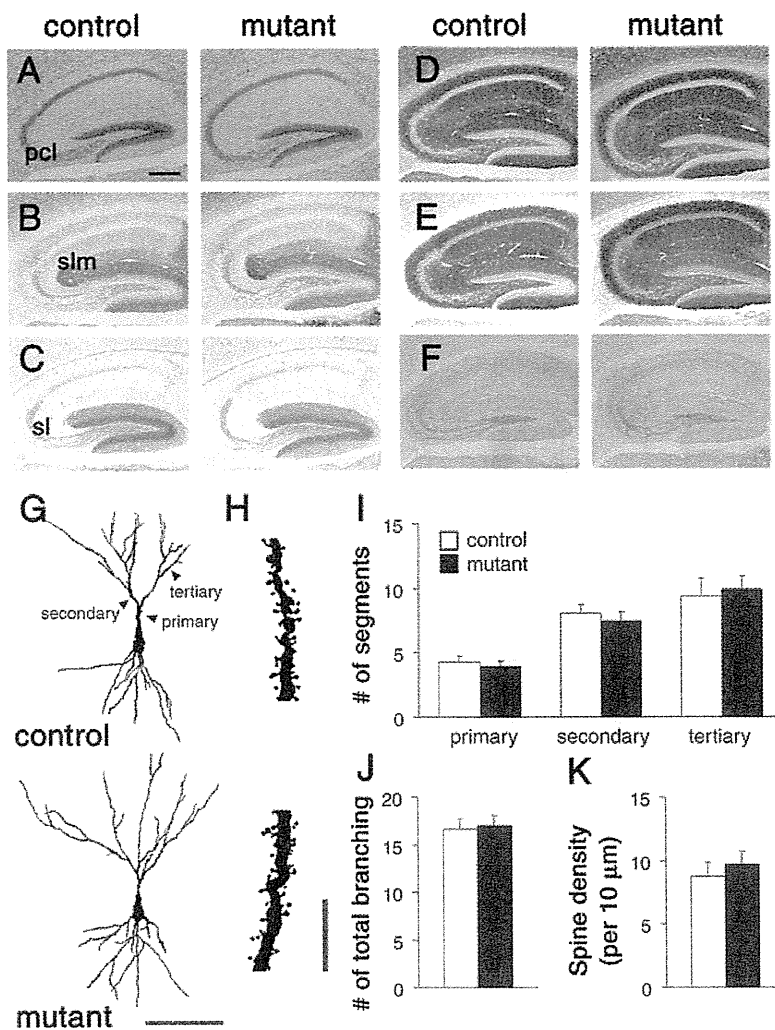 control mutant control mutant
A
D
pcl
B
E
slm
C
F
sl
G
H
I
15
10
5
0
# of segments
control
mutant
primary secondary tertiary
tertiary
secondary
primary
control
mutant
J
20
15
10
5
0
# of total branching
K
15
10
5
0
Spine density
(per 10 µm)